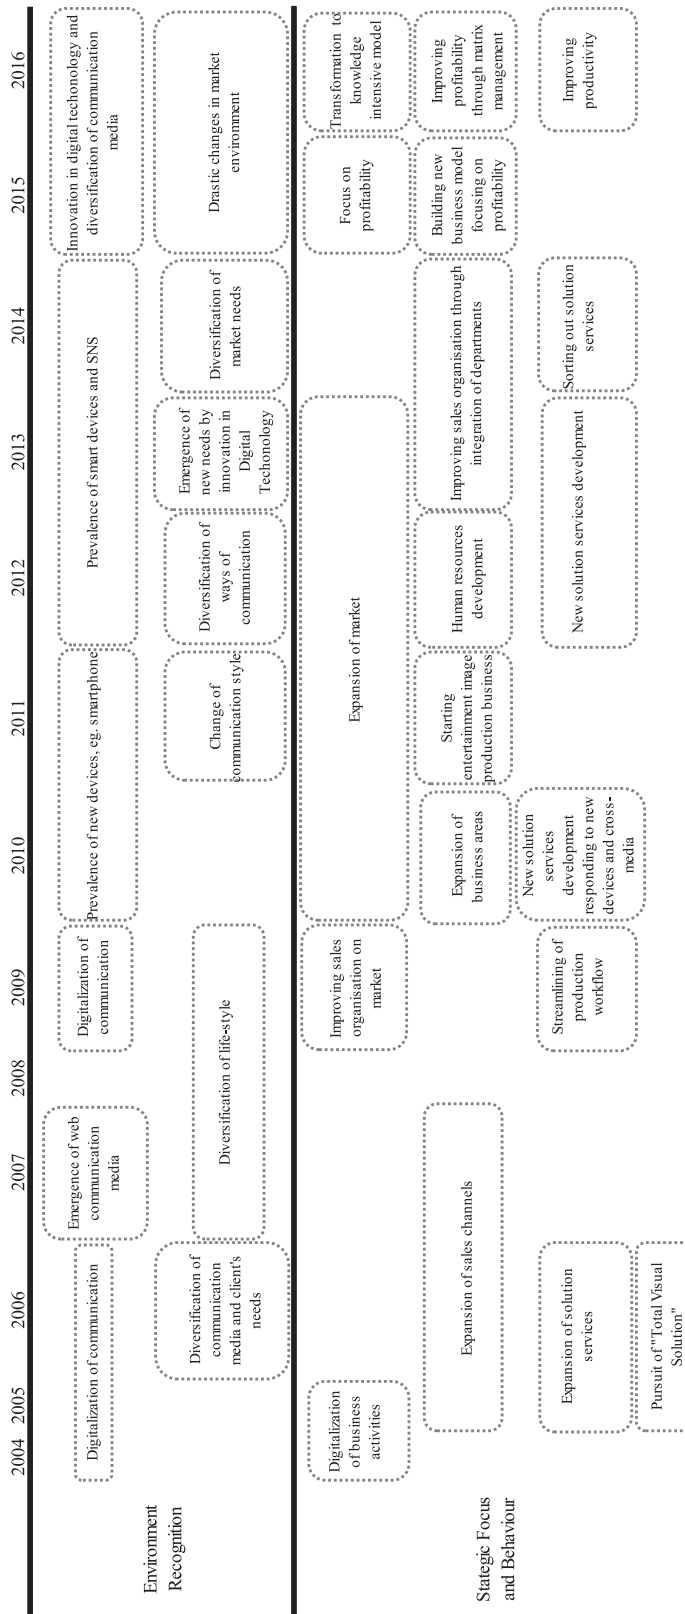 2004
2005
2006
2007
2008
2009
2010
2011
2012
2013
2014
2015
2016
Environment
Recognition
Digitalization of communication
Emergence of web
communication
media
Digitalization of
communication
Prevalence of new devices, eg. smartphone
Prevalence of smart devices and SNS
Innovation in digital techonology and
diversification of communication
media
Diversification of
communication
media and client's
needs
Diversification of life-style
Change of
communication style
Diversification of
ways of
communication
Emergence of
new needs by
innovation in
Digital
Techonology
Diversification of
market needs
Drastic changes in market
environment
Stategic Focus
and Behaviour
Digitalization
of business
activities
Improving sales
organisation on
market
Expansion of market
Focus on
profitability
Transformation to
knowledge
intensive model
Expansion of sales channels
Expansion of
business areas
Starting
entertainment image
production business
Human resources
development
Improving sales organisation through
integration of departments
Building new
business model
focusing on
profitability
Improving
profitability
through matrix
management
Expansion of solution
services
Streamlining of
production
workflow
New solution
services
development
responding to new
devices and cross-
media
New solution services development
Sorting out solution
services
Improving
productivity
Pursuit of "Total Visual
Solution"